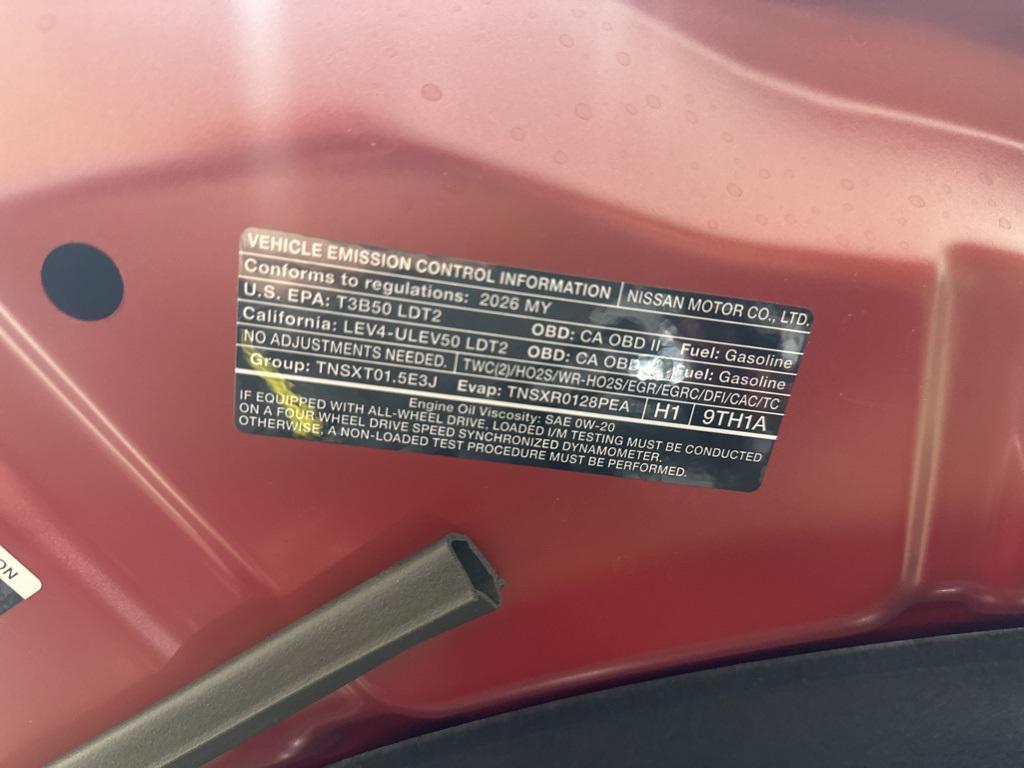 VEHICLE EMISSION CONTROL INFORMATION NISSAN MOTOR CO., LTD.
Conforms to regulations: 2026 MY
U.S. EPA: T3B50 LDT2 OBD: CA OBD II Fuel: Gasoline
California: LEV4-ULEV50 LDT2 OBD: CA OBD Fuel: Gasoline
NO ADJUSTMENTS NEEDED. TWC(2)/HO2S/WR-HO2S/EGR/EGRC/DFI/CAC/TC
Group: TNSXT01.5E3J Evap: TNSXR0128PEA H1 9TH1A
Engine Oil Viscosity: SAE 0W-20
IF EQUIPPED WITH ALL-WHEEL DRIVE, LOADED I/M TESTING MUST BE CONDUCTED
ON A FOUR WHEEL DRIVE SPEED SYNCHRONIZED DYNAMOMETER.
OTHERWISE, A NON-LOADED TEST PROCEDURE MUST BE PERFORMED.
ON